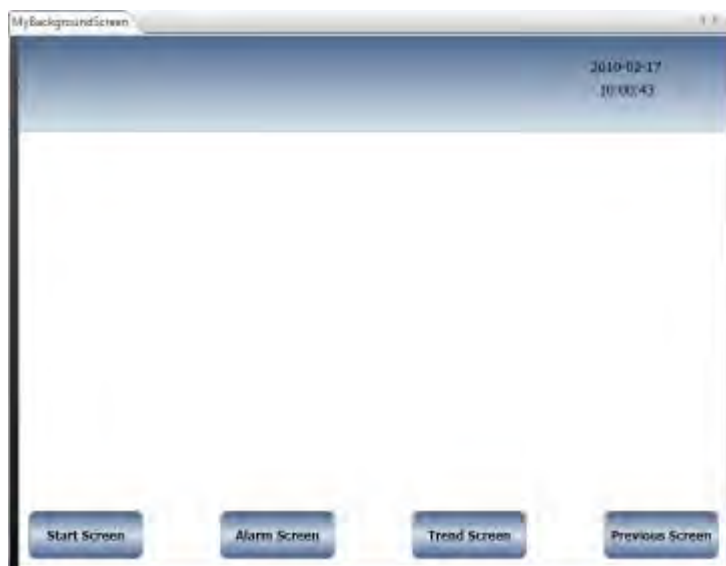 MyBackgroundScreen
2010-02-17
10:00:43
Start Screen
Alarm Screen
Trend Screen
Previous Screen